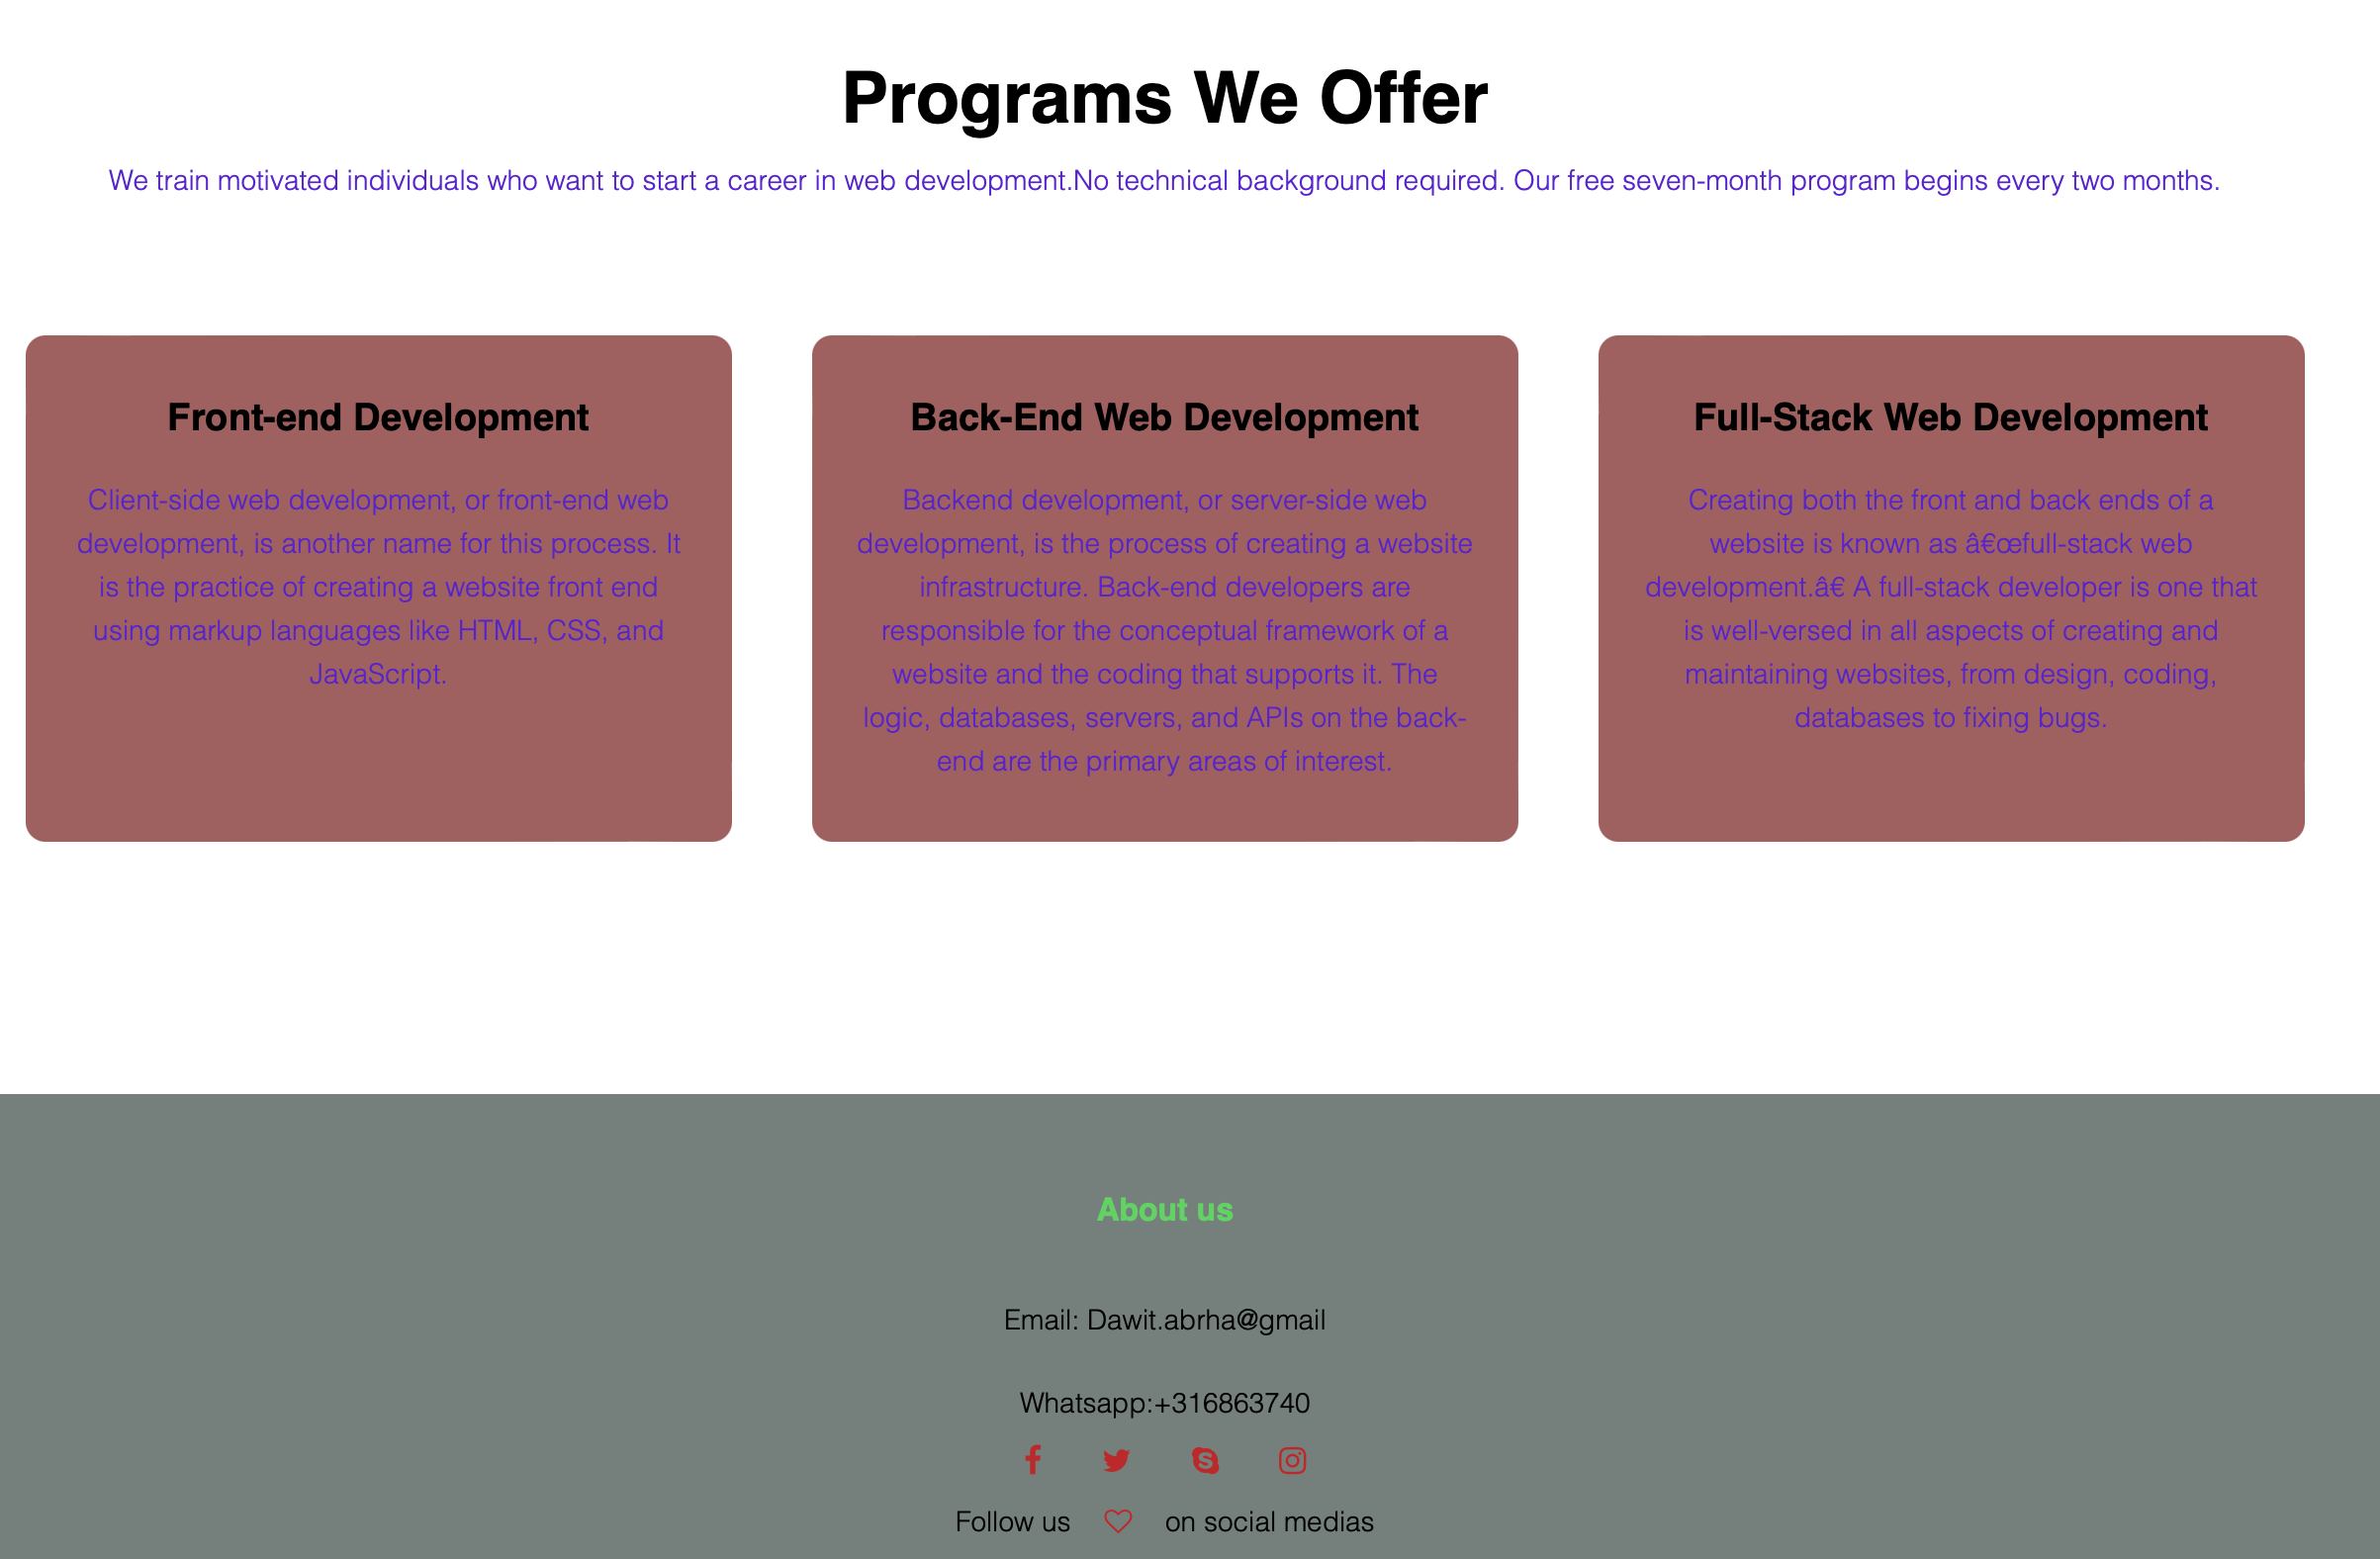 Programs We Offer
We train motivated individuals who want to start a career in web development.No technical background required. Our free seven-month program begins every two months.
Front-end Development
Client-side web development, or front-end web
development, is another name for this process. It
is the practice of creating a website front end
using markup languages like HTML, CSS, and
JavaScript.
Back-End Web Development
Backend development, or server-side web
development, is the process of creating a website
infrastructure. Back-end developers are
responsible for the conceptual framework of a
website and the coding that supports it. The
logic, databases, servers, and APIs on the back-
end are the primary areas of interest.
Full-Stack Web Development
Creating both the front and back ends of a
website is known as â€œfull-stack web
development.â€ A full-stack developer is one that
is well-versed in all aspects of creating and
maintaining websites, from design, coding,
databases to fixing bugs.
About us
Email: Dawit.abrha@gmail
Whatsapp:+316863740
Follow us on social medias